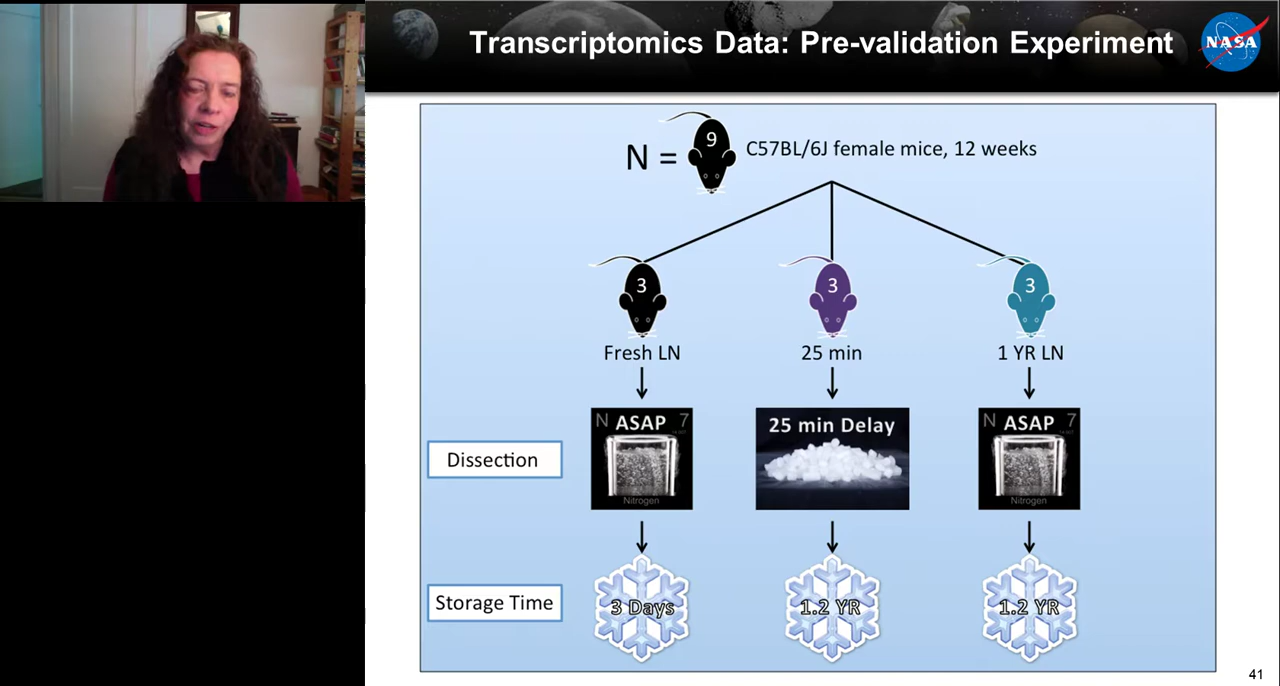 Transcriptomics Data: Pre-validation Experiment
NASA
N =
9
C57BL/6J female mice, 12 weeks
3
3
3
Fresh LN
25 min
1 YR LN
Dissection
N ASAP 7
Nitrogen
25 min Delay
N ASAP 7
Nitrogen
Storage Time
3 Days
1.2 YR
1.2 YR
41